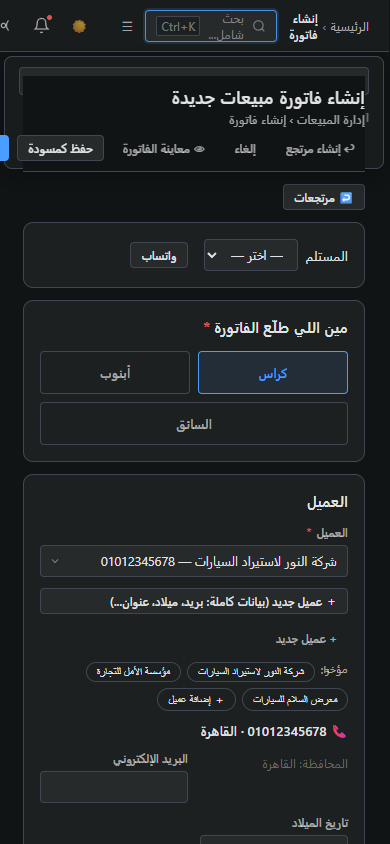 الرئيسية › إنشاء فاتورة
بحث شامل... Ctrl+K
إنشاء فاتورة مبيعات جديدة
إدارة المبيعات › إنشاء فاتورة
إنشاء مرتجع
إلغاء
معاينة الفاتورة
حفظ كمسودة
مرتجعات
المستلم
— اختر —
واتساب
مين اللي طلّع الفاتورة *
كراس
أبنوب
السائق
العميل
العميل *
شركة النور لاستيراد السيارات — 01012345678
+ عميل جديد (بيانات كاملة: بريد، ميلاد، عنوان...)
+ عميل جديد
مؤخرًا:
شركة النور لاستيراد السيارات
مؤسسة الأمل للتجارة
معرض السلام للسيارات
+ إضافة عميل
01012345678 · القاهرة
المحافظة: القاهرة
البريد الإلكتروني
تاريخ الميلاد